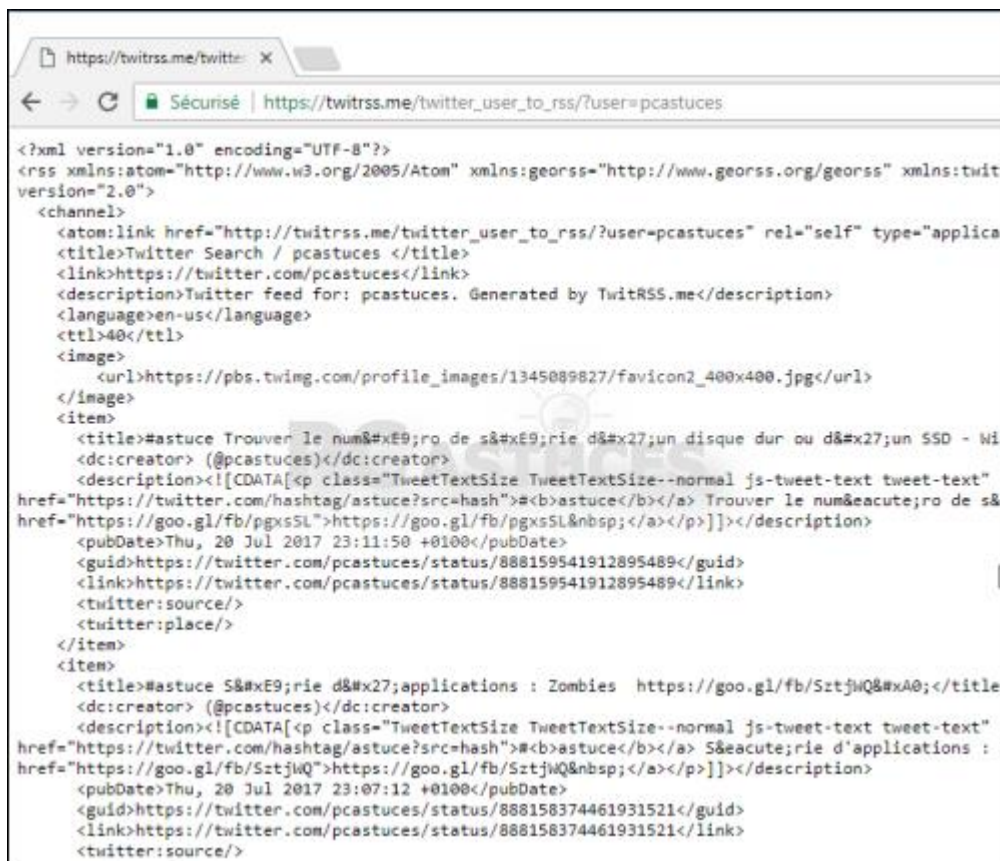 https://twitrss.me/twitte
Sécurisé | https://twitrss.me/twitter_user_to_rss/?user=pcastuces
<?xml version="1.0" encoding="UTF-8"?>
<rss xmlns:atom="http://www.w3.org/2005/Atom" xmlns:georss="http://www.georss.org/georss" xmlns:twit
version="2.0">
<channel>
<atom:link href="http://twitrss.me/twitter_user_to_rss/?user=pcastuces" rel="self" type="applica
<title>Twitter Search / pcastuces </title>
<link>https://twitter.com/pcastuces</link>
<description>Twitter feed for: pcastuces. Generated by TwitRSS.me</description>
<language>en-us</language>
<ttl>40</ttl>
<image>
<url>https://pbs.twimg.com/profile_images/1345089827/favicon2_400x400.jpg</url>
</image>
<item>
<title>#astuce Trouver le num&#xE9;ro de s&#xE9;rie d&#x27;un disque dur ou d&#x27;un SSD - Wi
<dc:creator> (@pcastuces)</dc:creator>
<description><![CDATA[<p class="TweetTextSize TweetTextSize--normal js-tweet-text tweet-text"
href="https://twitter.com/hashtag/astuce?src=hash">#<b>astuce</b></a> Trouver le num&eacute;ro de s&
href="https://goo.gl/fb/pgxsSL">https://goo.gl/fb/pgxsSL&nbsp;</a></p>]]></description>
<pubDate>Thu, 20 Jul 2017 23:11:50 +0100</pubDate>
<guid>https://twitter.com/pcastuces/status/888159541912895489</guid>
<link>https://twitter.com/pcastuces/status/888159541912895489</link>
<twitter:source/>
<twitter:place/>
</item>
<item>
<title>#astuce S&#xE9;rie d&#x27;applications : Zombies  https://goo.gl/fb/SztjWQ&#xA0;</title
<dc:creator> (@pcastuces)</dc:creator>
<description><![CDATA[<p class="TweetTextSize TweetTextSize--normal js-tweet-text tweet-text"
href="https://twitter.com/hashtag/astuce?src=hash">#<b>astuce</b></a> S&eacute;rie d'applications :
href="https://goo.gl/fb/SztjWQ">https://goo.gl/fb/SztjWQ&nbsp;</a></p>]]></description>
<pubDate>Thu, 20 Jul 2017 23:07:12 +0100</pubDate>
<guid>https://twitter.com/pcastuces/status/888158374461931521</guid>
<link>https://twitter.com/pcastuces/status/888158374461931521</link>
<twitter:source/>
PC ASTUCES